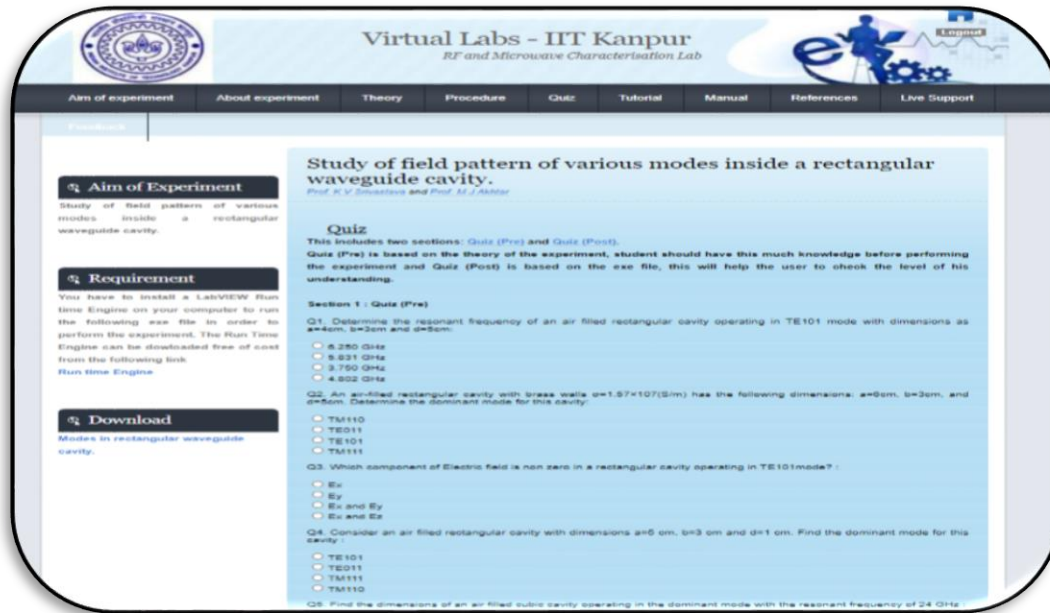 Virtual Labs - IIT Kanpur
RF and Microwave Characterisation Lab
Logout
Aim of experiment About experiment Theory Procedure Quiz Tutorial Manual References Live Support
Feedback
Aim of Experiment
Study of field pattern of various
modes inside a rectangular
waveguide cavity.
Requirement
You have to install a LabVIEW Run
time Engine on your computer to run
the following exe file in order to
perform the experiment. The Run Time
Engine can be dowloaded free of cost
from the following link
Run time Engine
Download
Modes in rectangular waveguide
cavity.
Study of field pattern of various modes inside a rectangular
waveguide cavity.
Prof. K V Srivastava and Prof. M J Akhtar
Quiz
This includes two sections: Quiz (Pre) and Quiz (Post).
Quiz (Pre) is based on the theory of the experiment, student should have this much knowledge before performing
the experiment and Quiz (Post) is based on the exe file, this will help the user to check the level of his
understanding.
Section 1 : Quiz (Pre)
Q1. Determine the resonant frequency of an air filled rectangular cavity operating in TE101 mode with dimensions as
a=4cm, b=3cm and d=5cm:
6.250 GHz
5.831 GHz
3.750 GHz
4.802 GHz
Q2. An air-filled rectangular cavity with brass walls σ=1.57×107(S/m) has the following dimensions: a=6cm, b=3cm, and
d=5cm. Determine the dominant mode for this cavity:
TM110
TE011
TE101
TM111
Q3. Which component of Electric field is non zero in a rectangular cavity operating in TE101mode? :
Ex
Ey
Ex and Ey
Ex and Ez
Q4. Consider an air filled rectangular cavity with dimensions a=5 cm, b=3 cm and d=1 cm. Find the dominant mode for this
cavity :
TE101
TE011
TM111
TM110
Q5. Find the dimensions of an air filled cubic cavity operating in the dominant mode with the resonant frequency of 24 GHz